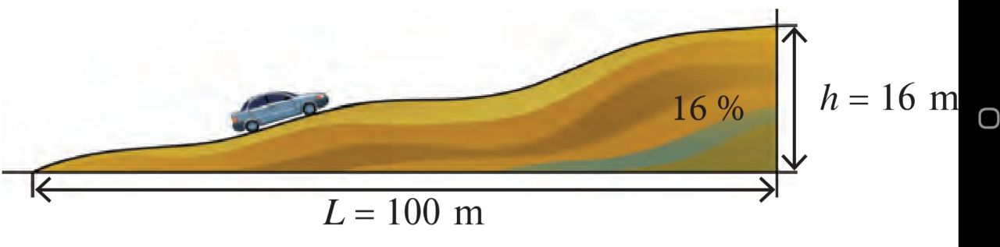 16 %
h = 16 m
L = 100 m